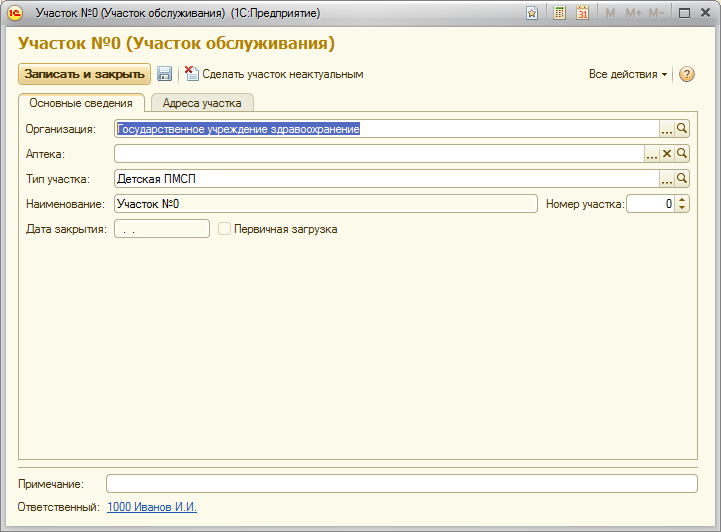 Участок №0 (Участок обслуживания) (1С:Предприятие)
M M+ M-
31
Участок №0 (Участок обслуживания)
Записать и закрыть Сделать участок неактуальным Все действия ?
Основные сведения Адреса участка
Организация: Государственное учреждение здравоохранение ...
Аптека: ...
Тип участка: Детская ПМСП ...
Наименование: Участок №0 Номер участка: 0
Дата закрытия: . . Первичная загрузка
Примечание:
Ответственный: 1000 Иванов И.И.